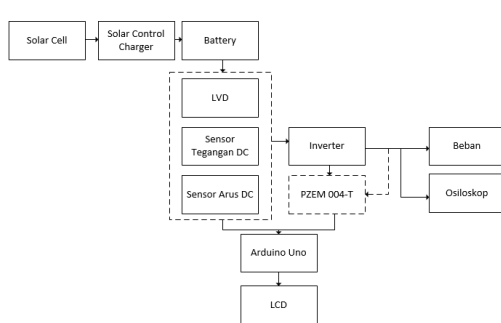 Solar Cell
Solar Control
Charger
Battery
LVD
Sensor
Tegangan DC
Inverter
Beban
Sensor Arus DC
PZEM 004-T
Osiloskop
Arduino Uno
LCD